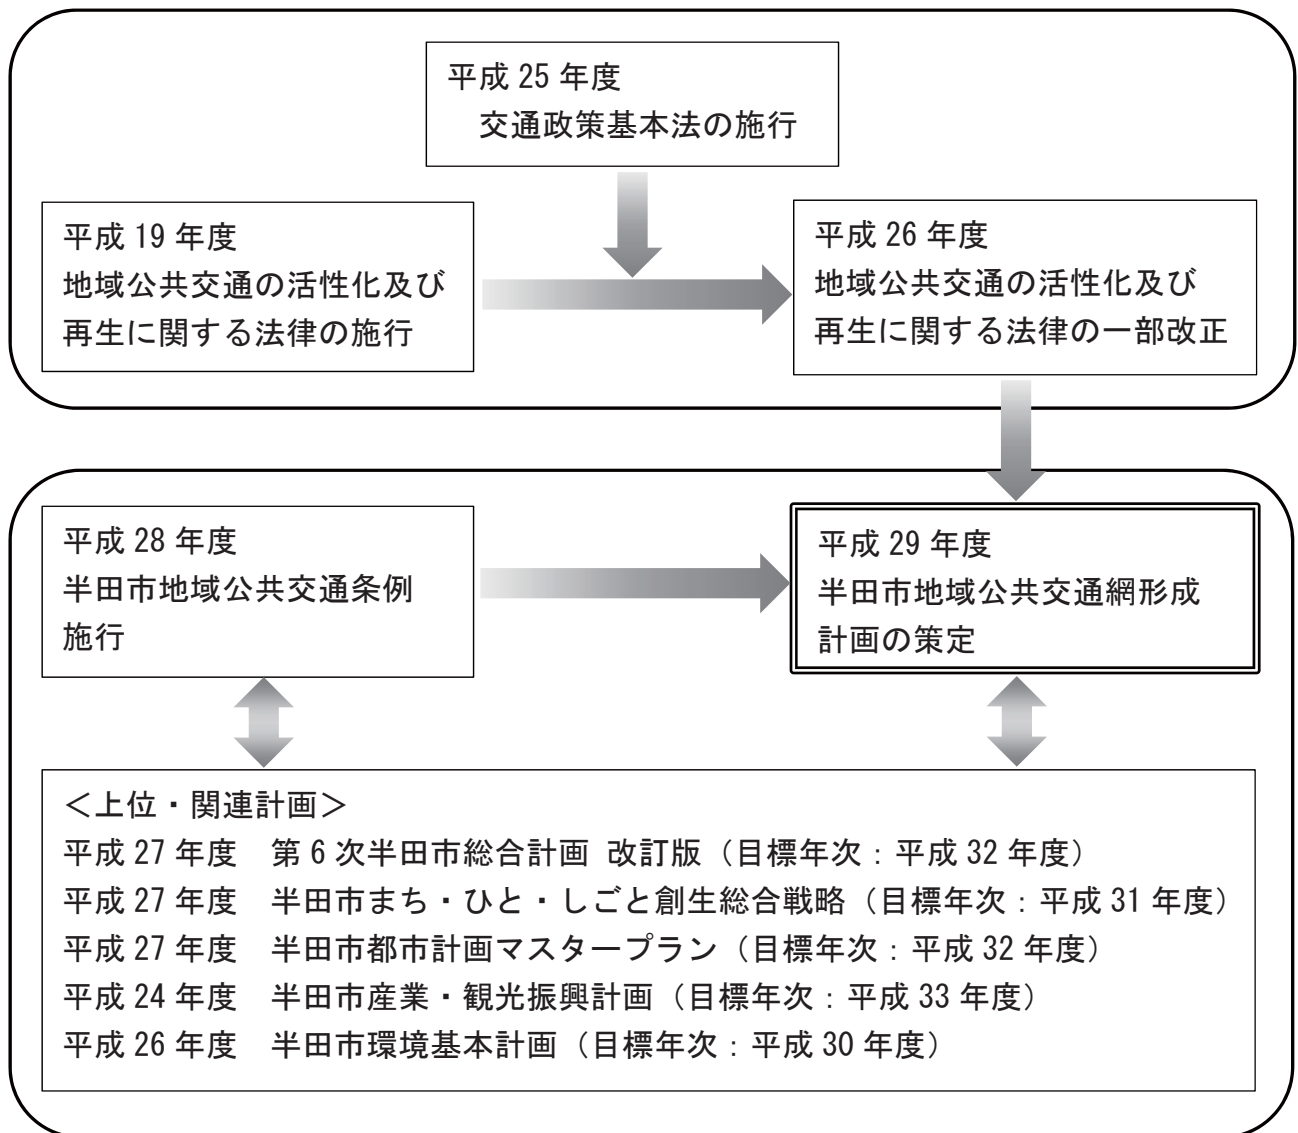 平成 25 年度
交通政策基本法の施行
平成 19 年度
地域公共交通の活性化及び
再生に関する法律の施行
平成 26 年度
地域公共交通の活性化及び
再生に関する法律の一部改正
平成 28 年度
半田市地域公共交通条例
施行
平成 29 年度
半田市地域公共交通網形成
計画の策定
＜上位・関連計画＞
平成 27 年度　第 6 次半田市総合計画 改訂版（目標年次：平成 32 年度）
平成 27 年度　半田市まち・ひと・しごと創生総合戦略（目標年次：平成 31 年度）
平成 27 年度　半田市都市計画マスタープラン（目標年次：平成 32 年度）
平成 24 年度　半田市産業・観光振興計画（目標年次：平成 33 年度）
平成 26 年度　半田市環境基本計画（目標年次：平成 30 年度）